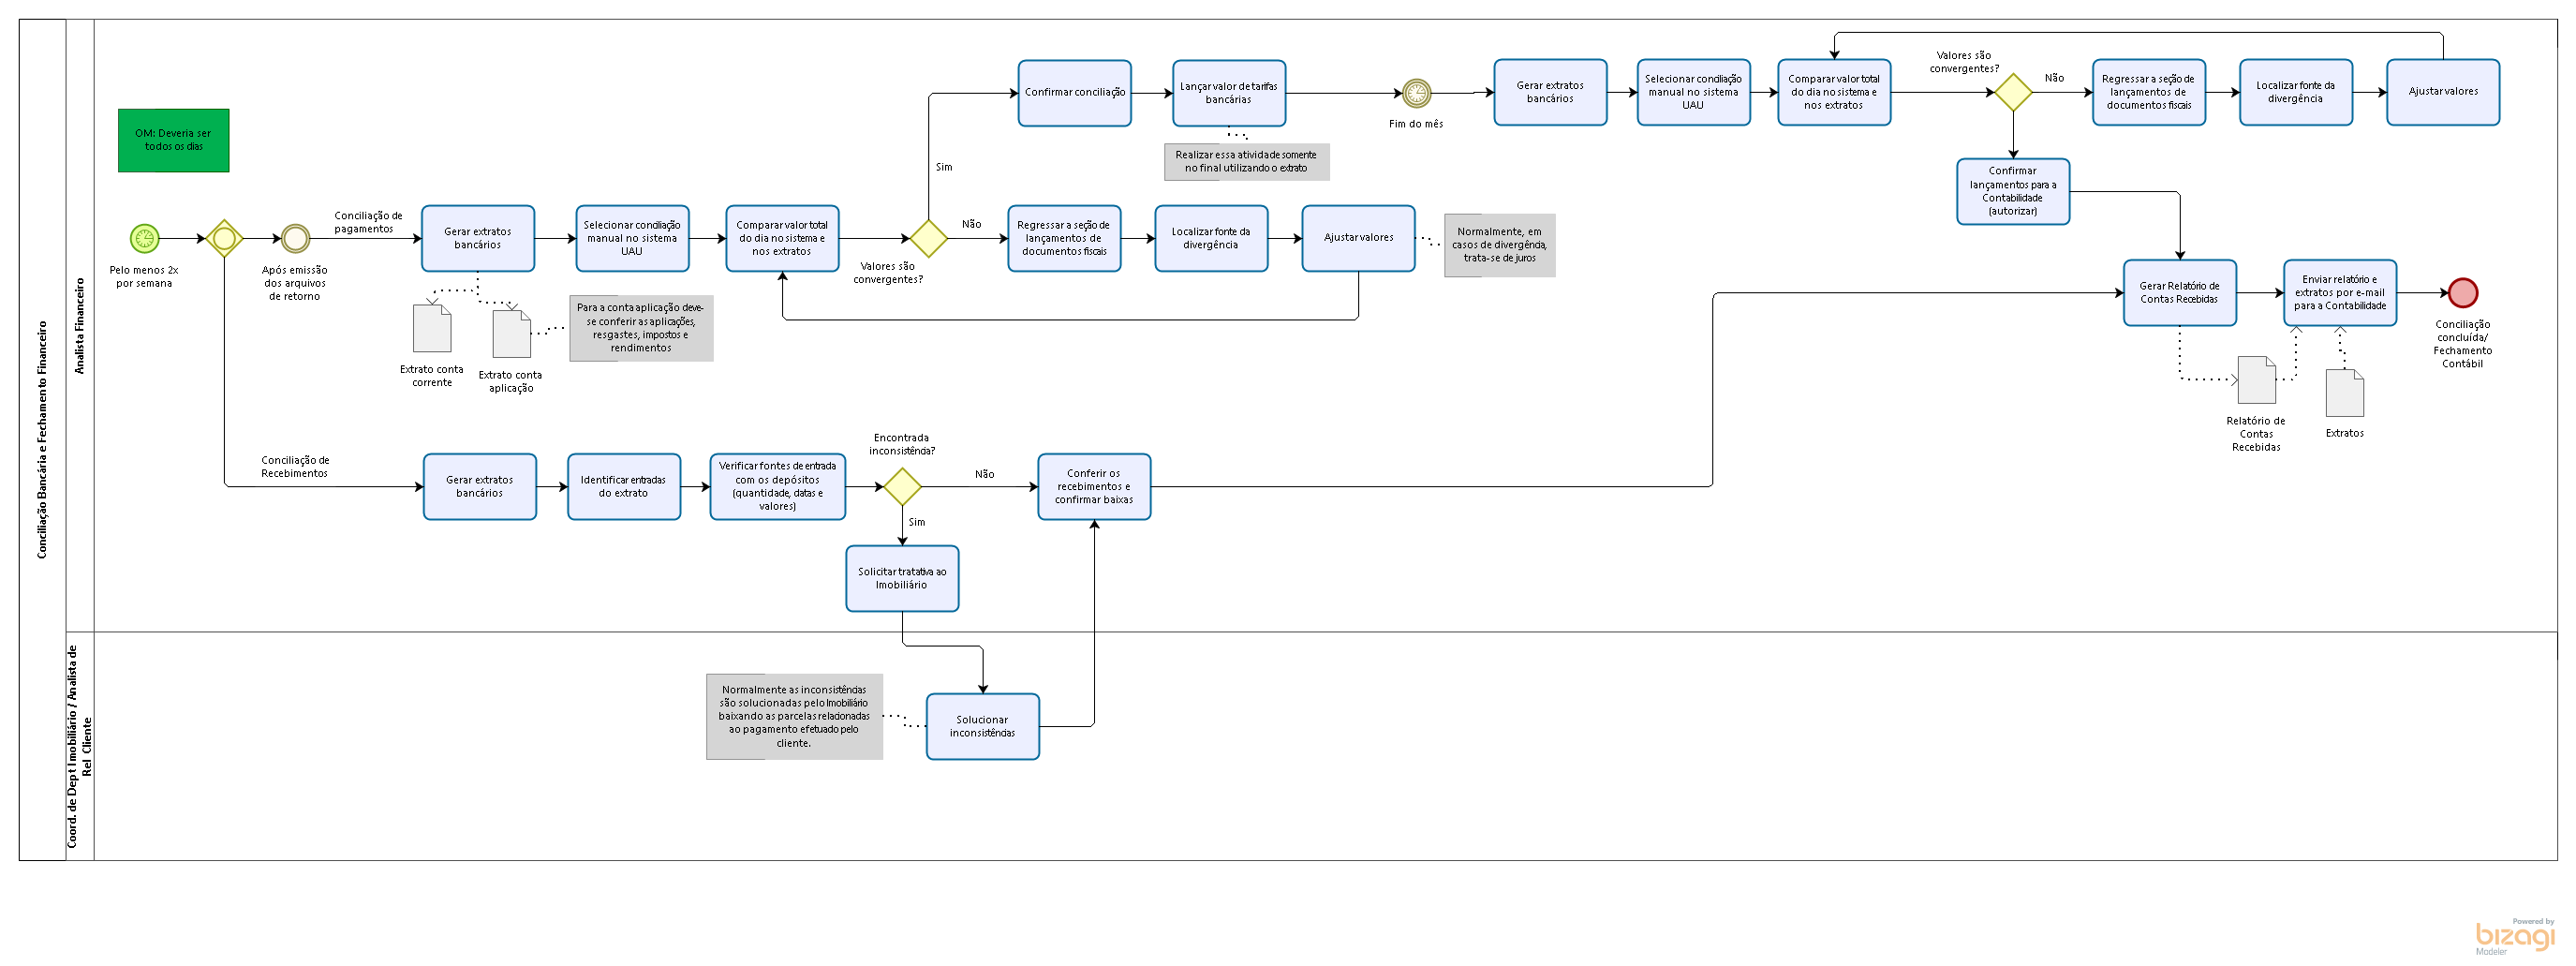 Conciliação Bancária e Fechamento Financeiro
Analista Financeiro
Coord. de Dept Imobiliário / Analista de
Rel Cliente
OM: Deveria ser
todos os dias
Pelo menos 2x
por semana
Após emissão
dos arquivos
de retorno
Conciliação de
pagamentos
Gerar extratos
bancários
Selecionar conciliação
manual no sistema
UAU
Comparar valor total
do dia no sistema e
nos extratos
Valores são
convergentes?
Sim
Não
Confirmar conciliação
Lançar valor de tarifas
bancárias
Realizar essa atividade somente
no final utilizando o extrato
Fim do mês
Gerar extratos
bancários
Selecionar conciliação
manual no sistema
UAU
Comparar valor total
do dia no sistema e
nos extratos
Valores são
convergentes?
Não
Regressar a seção de
lançamentos de
documentos fiscais
Localizar fonte da
divergência
Ajustar valores
Confirmar
lançamentos para a
Contabilidade
(autorizar)
Regressar a seção de
lançamentos de
documentos fiscais
Localizar fonte da
divergência
Ajustar valores
Normalmente, em
casos de divergência,
trata-se de juros
Extrato conta
corrente
Extrato conta
aplicação
Para a conta aplicação deve-
se conferir as aplicações,
resgastes, impostos e
rendimentos
Gerar Relatório de
Contas Recebidas
Enviar relatório e
extratos por e-mail
para a Contabilidade
Conciliação
concluída/
Fechamento
Contábil
Relatório de
Contas
Recebidas
Extratos
Conciliação de
Recebimentos
Gerar extratos
bancários
Identificar entradas
do extrato
Verificar fontes de entrada
com os depósitos
(quantidade, datas e
valores)
Encontrada
inconsistência?
Não
Sim
Conferir os
recebimentos e
confirmar baixas
Solicitar tratativa ao
Imobiliário
Normalmente as inconsistências
são solucionadas pelo Imobiliário
baixando as parcelas relacionadas
ao pagamento efetuado pelo
cliente.
Solucionar
inconsistências
Powered by
bizagi
Modeler